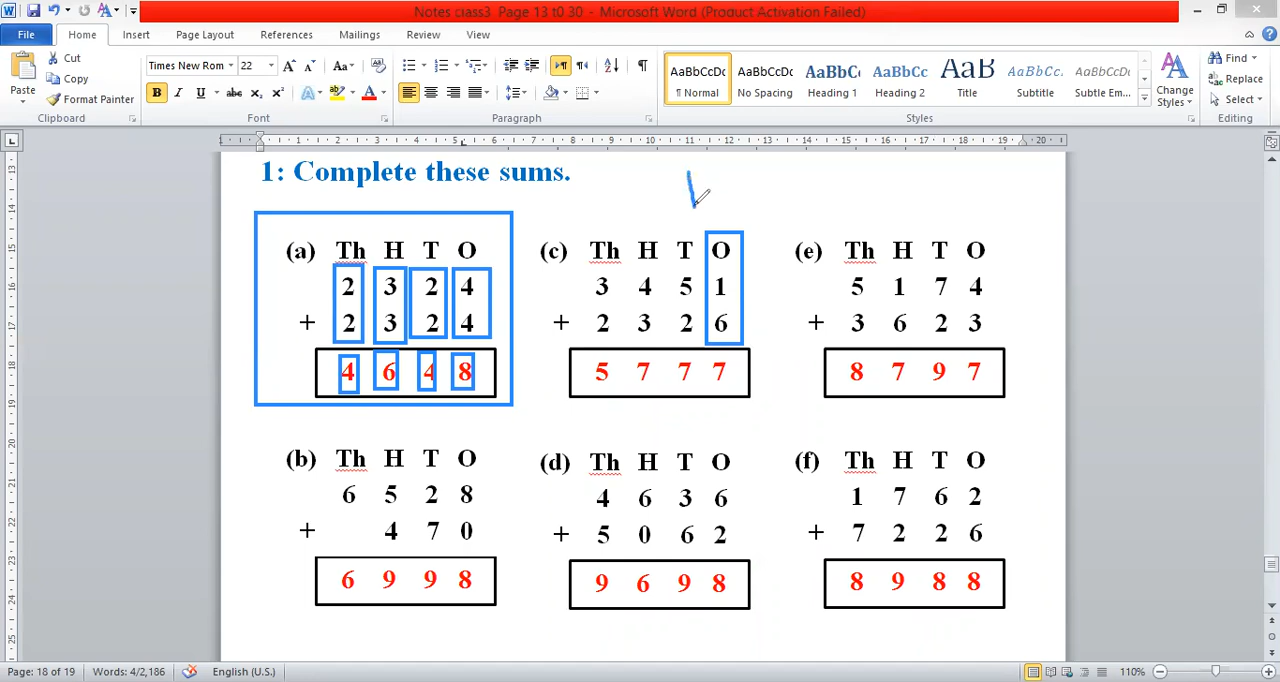 Notes class3 Page 13 t0 30 - Microsoft Word (Product Activation Failed)
File Home Insert Page Layout References Mailings Review View
Paste Cut Copy Format Painter
Times New Rom 22
AaBbCcDc AaBbCcDc AaBbC AaBbCc AaB AaBbCc. AaBbCcDc
¶ Normal No Spacing Heading 1 Heading 2 Title Subtitle Subtle Em...
Change Styles
Find Replace Select
Clipboard Font Paragraph Styles Editing
1: Complete these sums.
(a) Th H T O
2 3 2 4
+ 2 3 2 4
4 6 4 8
(c) Th H T O
3 4 5 1
+ 2 3 2 6
5 7 7 7
(e) Th H T O
5 1 7 4
+ 3 6 2 3
8 7 9 7
(b) Th H T O
6 5 2 8
+ 4 7 0
6 9 9 8
(d) Th H T O
4 6 3 6
+ 5 0 6 2
9 6 9 8
(f) Th H T O
1 7 6 2
+ 7 2 2 6
8 9 8 8
Page: 18 of 19 Words: 4/2,186 English (U.S.) 110%